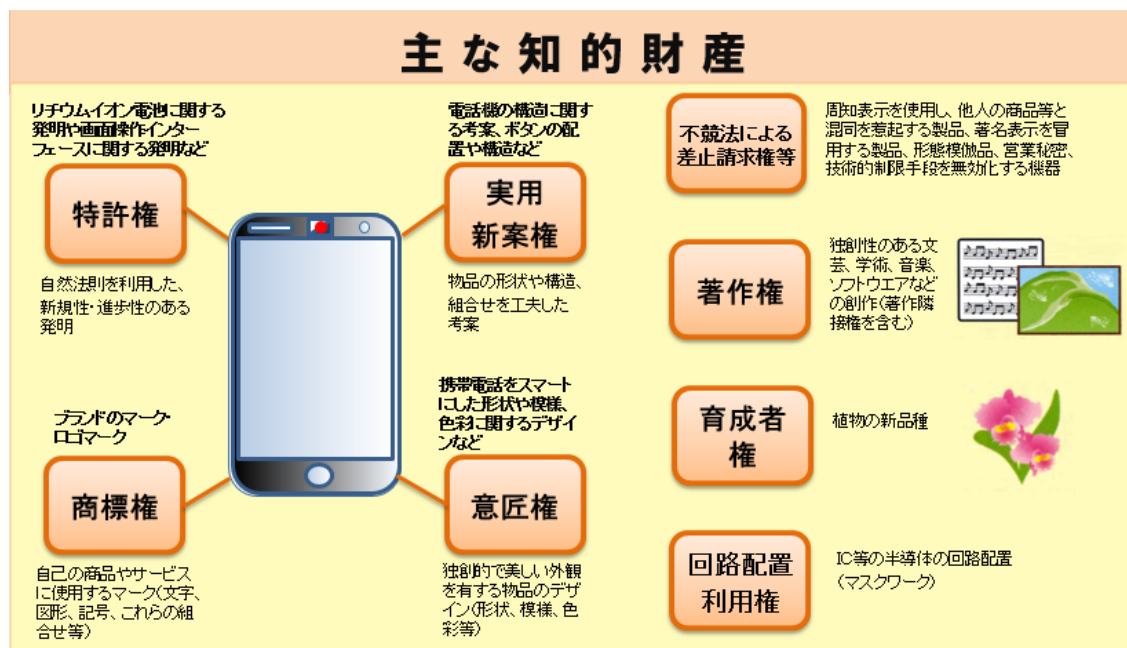 主な知的財産
リチウムイオン電池に関する
発明や画面操作インター
フェースに関する発明など
特許権
自然法則を利用した、
新規性・進歩性のある
発明
電話機の構造に関す
る考案、ボタンの配
置や構造など
実用
新案権
物品の形状や構造、
組合せを工夫した
考案
ブランドのマーク・
ロゴマーク
商標権
自己の商品やサービス
に使用するマーク(文字、
図形、記号、これらの組
合せ等)
携帯電話をスマート
にした形状や模様、
色彩に関するデザイ
ンなど
意匠権
独創的で美しい外観
を有する物品のデザ
イン(形状、模様、色
彩等)
不競法による
差止請求権等
周知表示を使用し、他人の商品等と
混同を惹起する製品、著名表示を冒
用する製品、形態模倣品、営業秘密、
技術的制限手段を無効化する機器
著作権
独創性のある文
芸、学術、音楽、
ソフトウエアなど
の創作(著作隣
接権を含む)
育成者
権
植物の新品種
回路配置
利用権
IC等の半導体の回路配置
(マスクワーク)